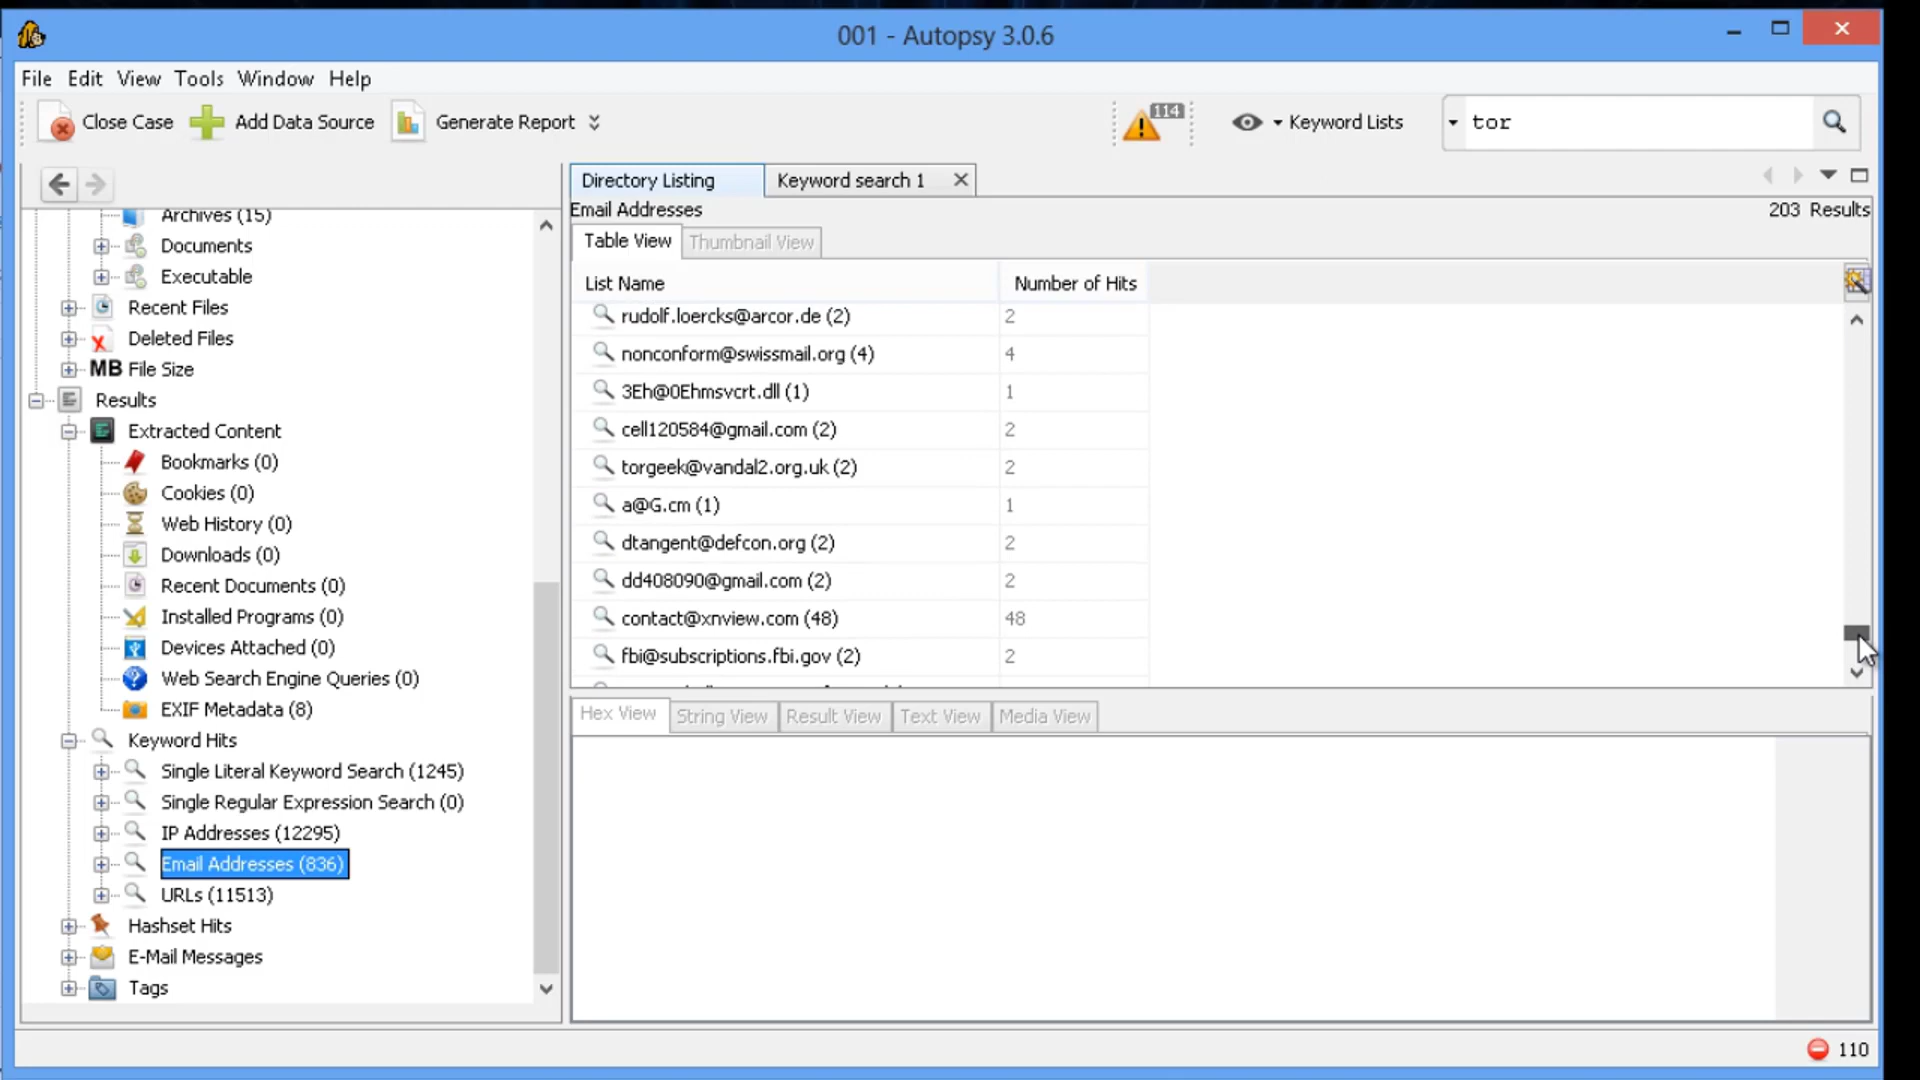 001 - Autopsy 3.0.6
File Edit View Tools Window Help
Close Case Add Data Source Generate Report 114 Keyword Lists tor
Directory Listing Keyword search 1
Email Addresses 203 Results
Table View Thumbnail View
List Name Number of Hits
rudolf.loercks@arcor.de (2) 2
nonconform@swissmail.org (4) 4
3Eh@0Ehmsvcrt.dll (1) 1
cell120584@gmail.com (2) 2
torgeek@vandal2.org.uk (2) 2
a@G.cm (1) 1
dtangent@defcon.org (2) 2
dd408090@gmail.com (2) 2
contact@xnview.com (48) 48
fbi@subscriptions.fbi.gov (2) 2
Hex View String View Result View Text View Media View
Archives (15)
Documents
Executable
Recent Files
Deleted Files
MB File Size
Results
Extracted Content
Bookmarks (0)
Cookies (0)
Web History (0)
Downloads (0)
Recent Documents (0)
Installed Programs (0)
Devices Attached (0)
Web Search Engine Queries (0)
EXIF Metadata (8)
Keyword Hits
Single Literal Keyword Search (1245)
Single Regular Expression Search (0)
IP Addresses (12295)
Email Addresses (836)
URLs (11513)
Hashset Hits
E-Mail Messages
Tags
110